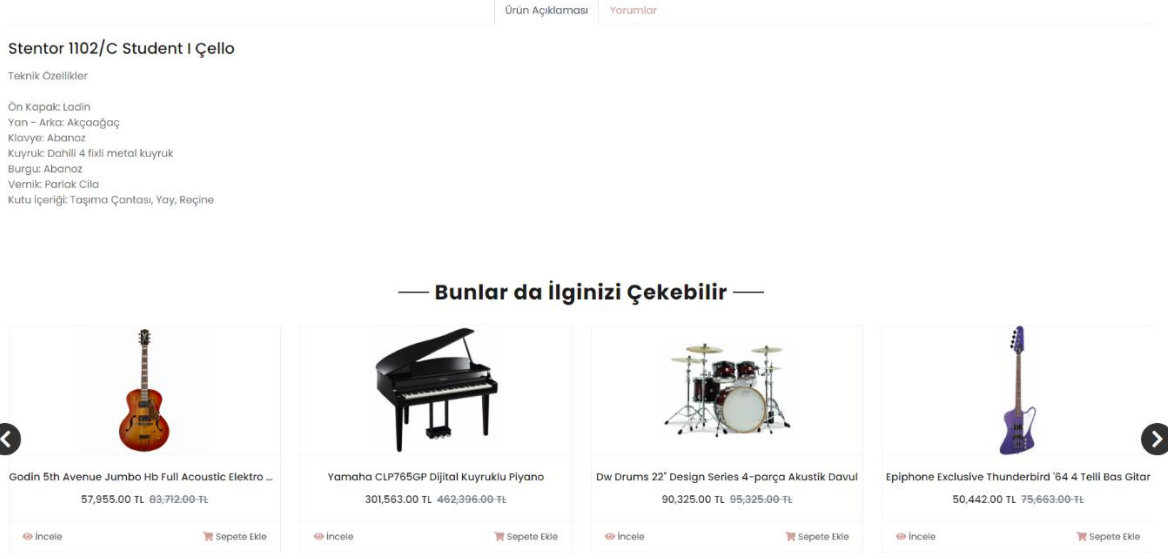 Ürün Açıklaması Yorumlar
Stentor 1102/C Student I Çello
Teknik Özellikler
Ön Kapak: Ladin
Yan - Arka: Akçaağaç
Klavye: Abanoz
Kuyruk: Dahili 4 fixli metal kuyruk
Burgu: Abanoz
Vernik: Parlak Cila
Kutu İçeriği: Taşıma Çantası, Yay, Reçine
Bunlar da İlginizi Çekebilir
Godin 5th Avenue Jumbo Hb Full Acoustic Elektro ...
57,955.00 TL 83,712.00 TL
İncele Sepete Ekle
Yamaha CLP765GP Dijital Kuyruklu Piyano
301,563.00 TL 462,396.00 TL
İncele Sepete Ekle
Dw Drums 22" Design Series 4-parça Akustik Davul
90,325.00 TL 95,325.00 TL
İncele Sepete Ekle
Epiphone Exclusive Thunderbird '64 4 Telli Bas Gitar
50,442.00 TL 75,663.00 TL
İncele Sepete Ekle